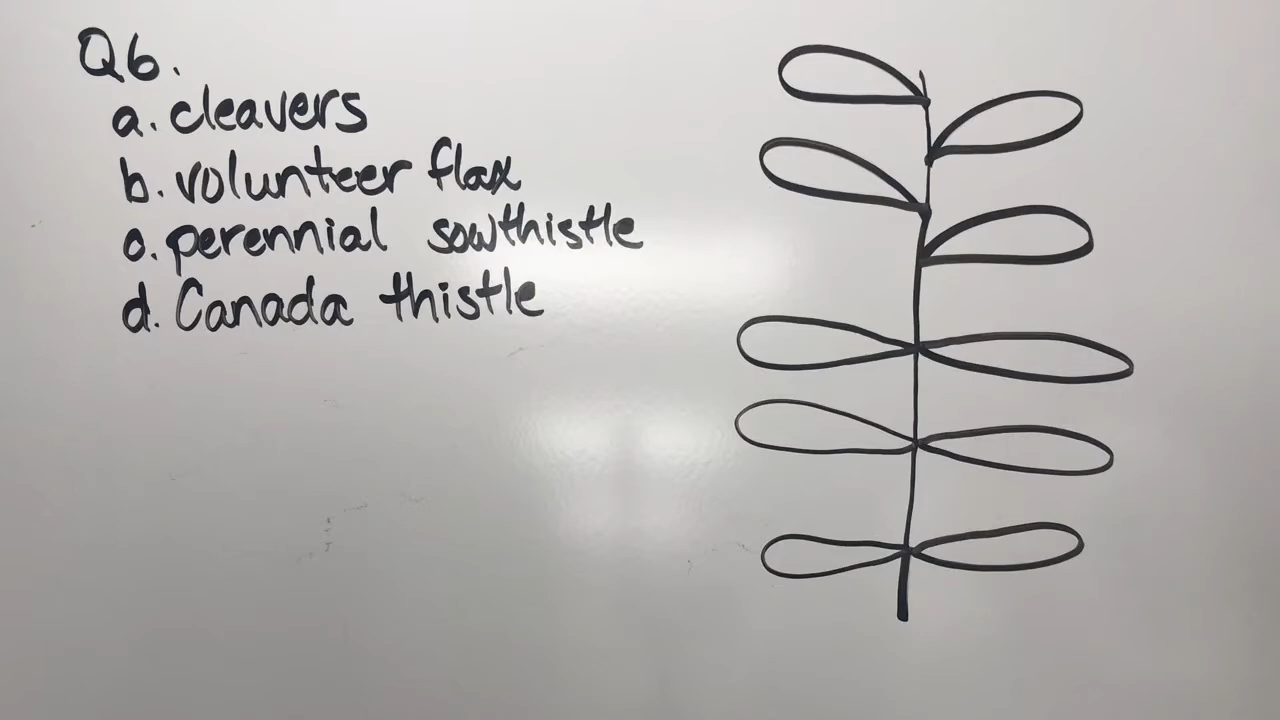 Q6.
a. cleavers
b. volunteer flax
c. perennial sowthistle
d. Canada thistle